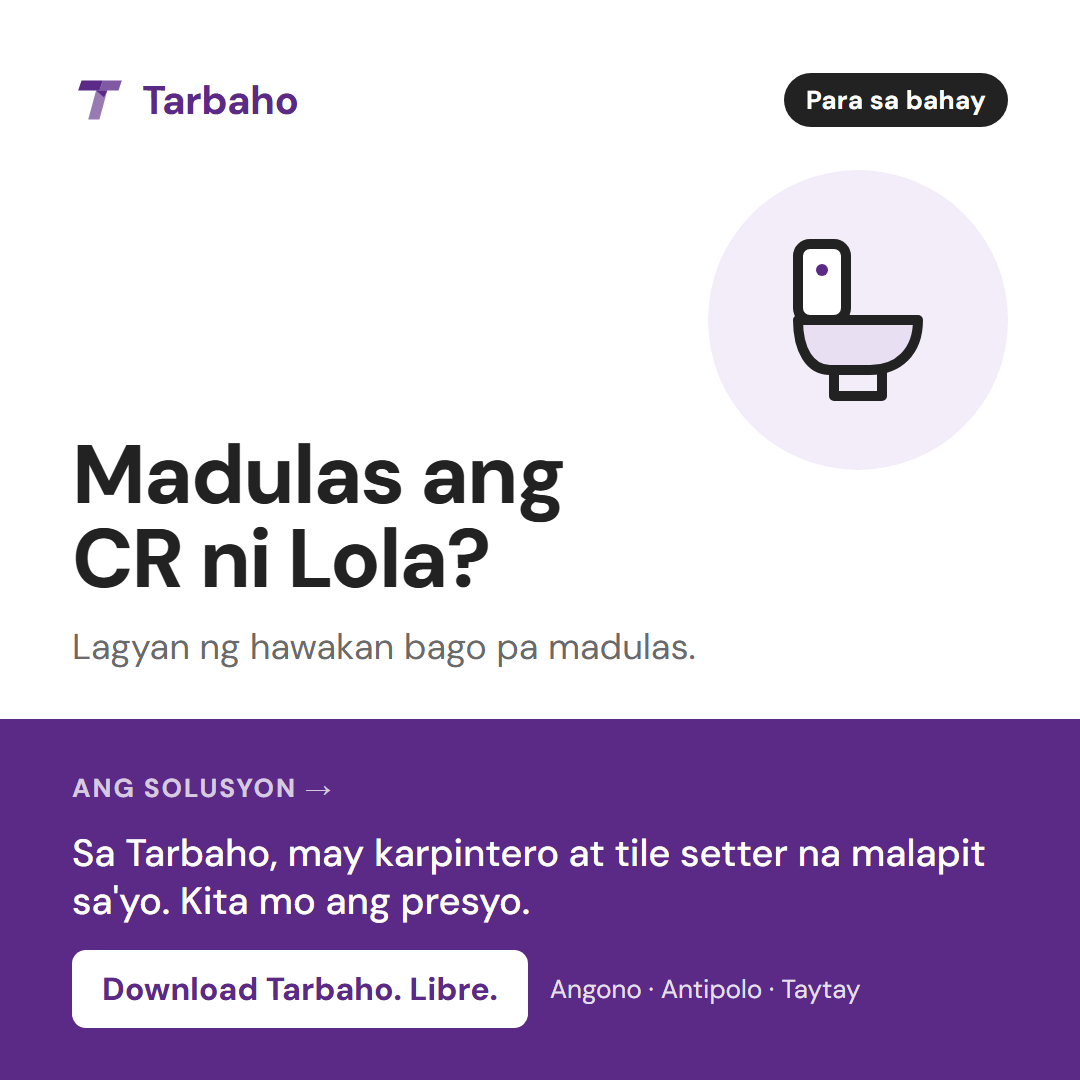 Tarbaho
Para sa bahay
Madulas ang
CR ni Lola?
Lagyan ng hawakan bago pa madulas.
ANG SOLUSYON →
Sa Tarbaho, may karpintero at tile setter na malapit
sa'yo. Kita mo ang presyo.
Download Tarbaho. Libre.
Angono · Antipolo · Taytay